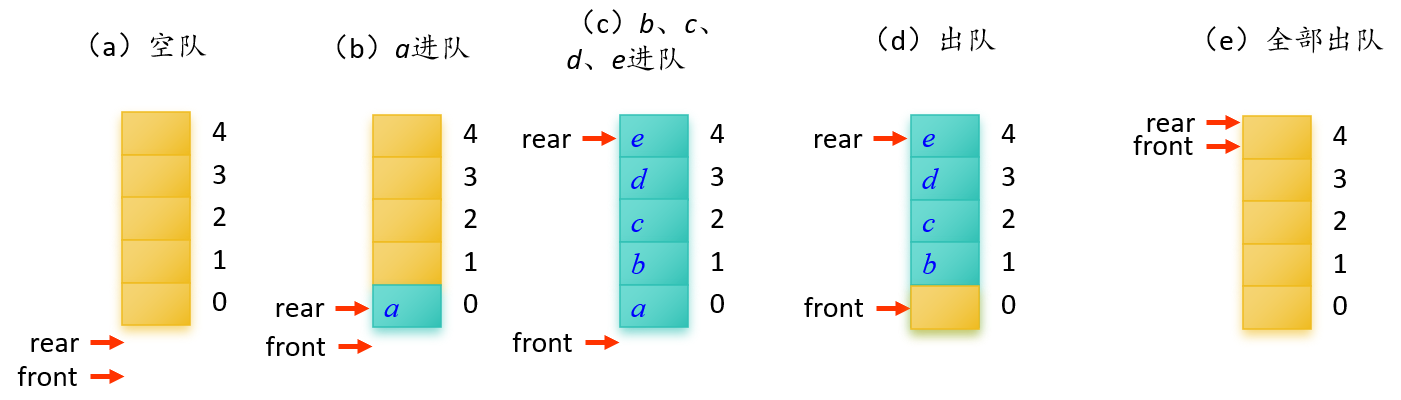 （a）空队
4
3
2
1
0
rear
front
（b）a进队
4
3
2
1
0
a
rear
front
（c）b、c、
d、e进队
rear
e
4
d
3
c
2
b
1
a
0
front
（d）出队
rear
e
4
d
3
c
2
b
1
front
0
（e）全部出队
rear
front
4
3
2
1
0